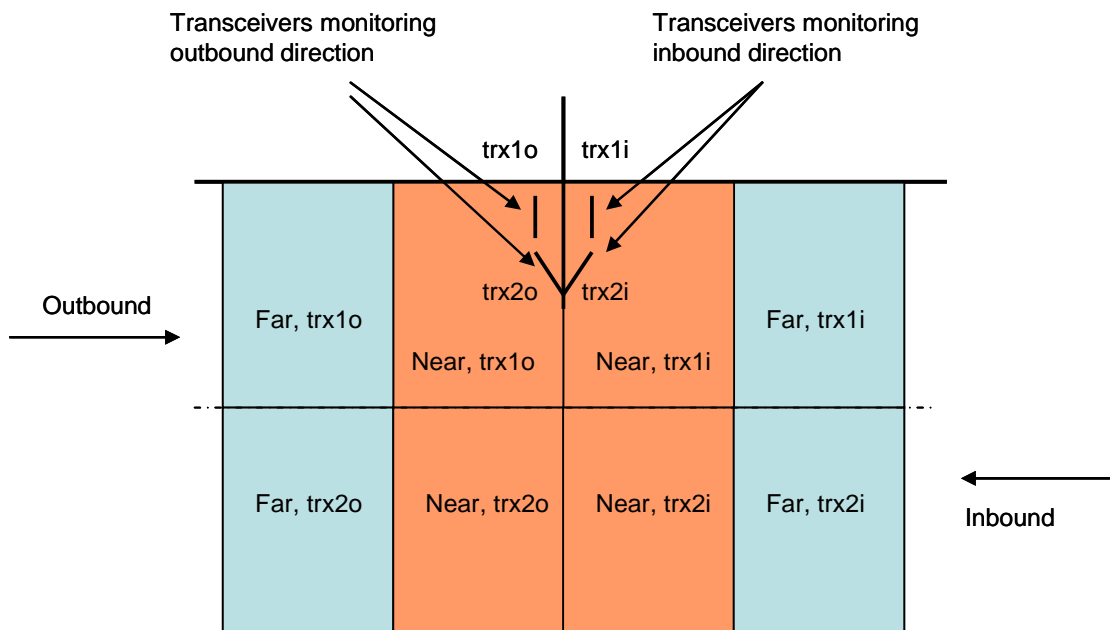 Transceivers monitoring
outbound direction
Transceivers monitoring
inbound direction
trx1o
trx1i
trx2o
trx2i
Outbound
Far, trx1o
Near, trx1o
Near, trx1i
Far, trx1i
Far, trx2o
Near, trx2o
Near, trx2i
Far, trx2i
Inbound